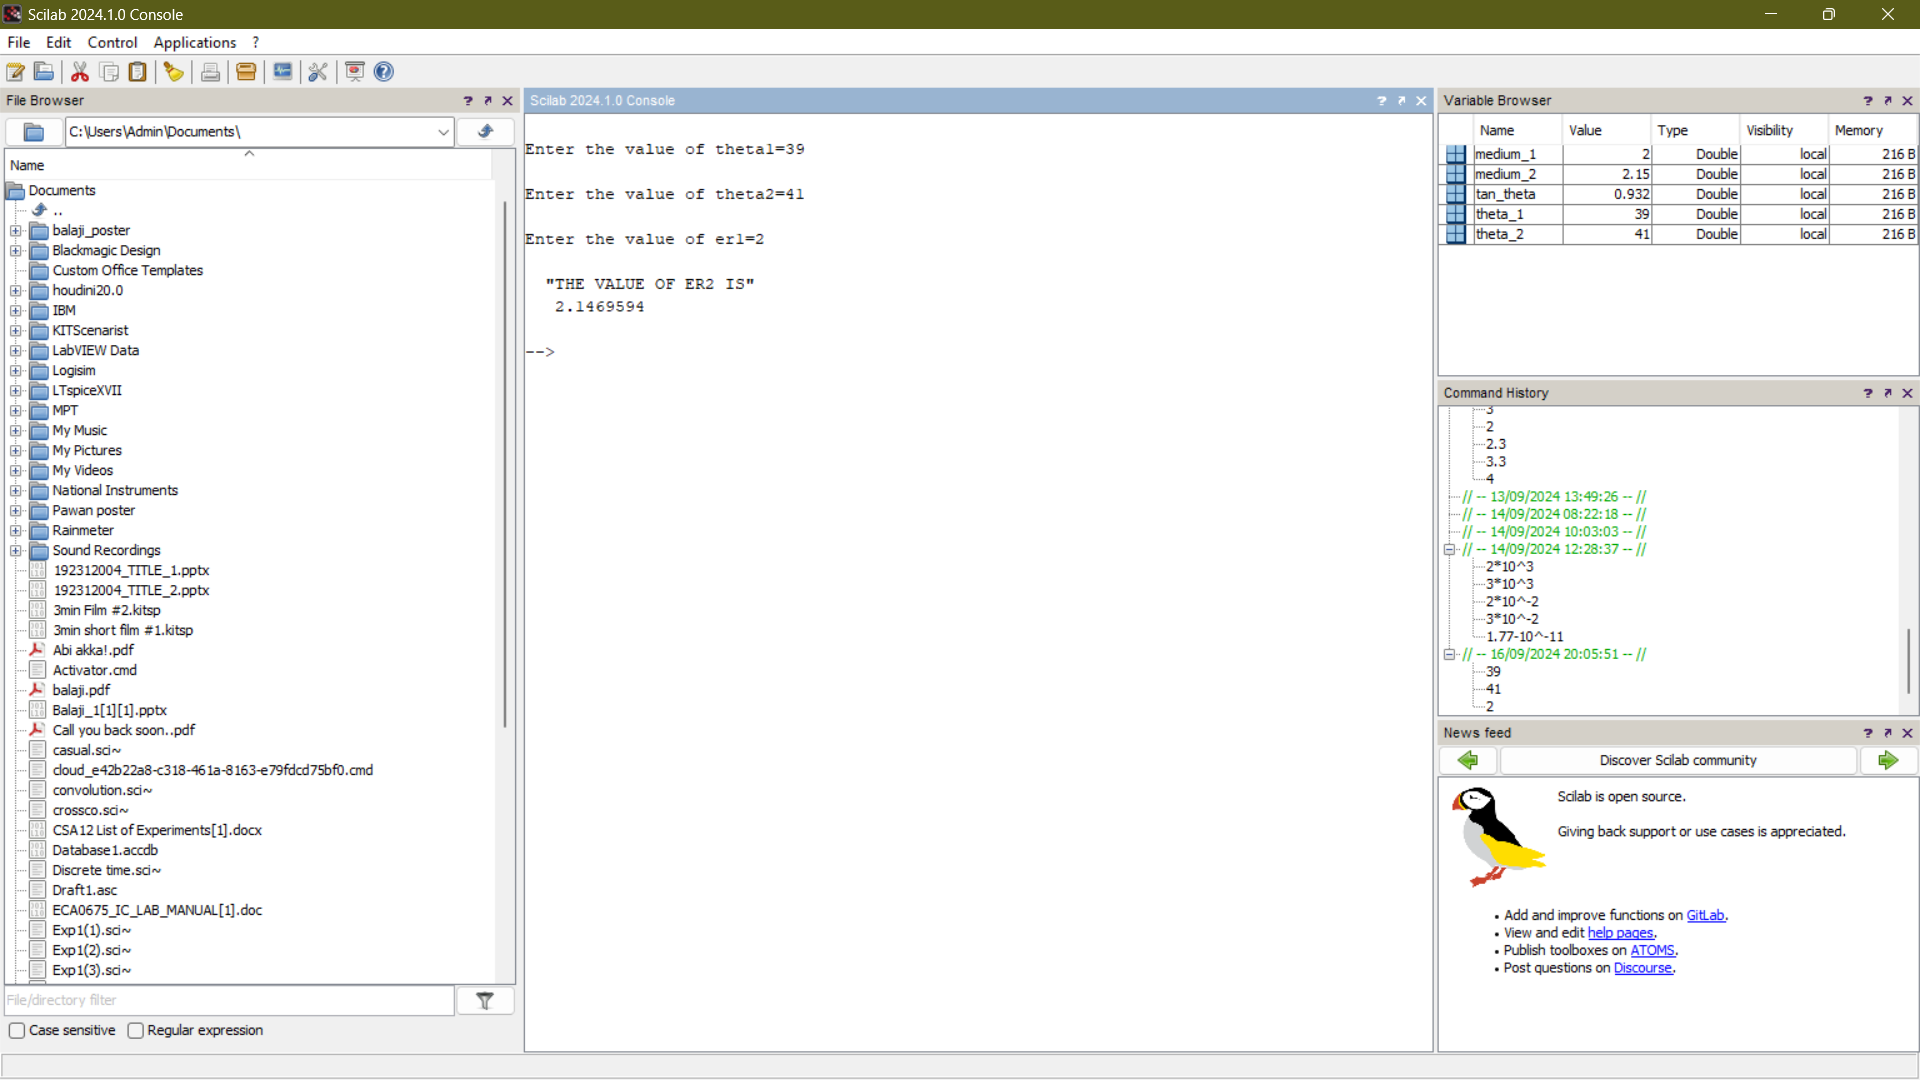 Scilab 2024.1.0 Console
File Edit Control Applications ?
File Browser
C:\Users\Admin\Documents\
Name
Documents
..
balaji_poster
Blackmagic Design
Custom Office Templates
houdini20.0
IBM
KITScenarist
LabVIEW Data
Logisim
LTspiceXVII
MPT
My Music
My Pictures
My Videos
National Instruments
Pawan poster
Rainmeter
Sound Recordings
192312004_TITLE_1.pptx
192312004_TITLE_2.pptx
3min Film #2.kitsp
3min short film #1.kitsp
Abi akka!.pdf
Activator.cmd
balaji.pdf
Balaji_1[1][1].pptx
Call you back soon..pdf
casual.sci~
cloud_e42b22a8-c318-461a-8163-e79fdcd75bf0.cmd
convolution.sci~
crossco.sci~
CSA12 List of Experiments[1].docx
Database1.accdb
Discrete time.sci~
Draft1.asc
ECA0675_IC_LAB_MANUAL[1].doc
Exp1(1).sci~
Exp1(2).sci~
Exp1(3).sci~
File/directory filter
Case sensitive Regular expression
Scilab 2024.1.0 Console
Enter the value of theta1=39
Enter the value of theta2=41
Enter the value of er1=2
"THE VALUE OF ER2 IS"
2.1469594
-->
Variable Browser
Name Value Type Visibility Memory
medium_1 2 Double local 216 B
medium_2 2.15 Double local 216 B
tan_theta 0.932 Double local 216 B
theta_1 39 Double local 216 B
theta_2 41 Double local 216 B
Command History
3
2
2.3
3.3
4
// -- 13/09/2024 13:49:26 -- //
// -- 14/09/2024 08:22:18 -- //
// -- 14/09/2024 10:03:03 -- //
// -- 14/09/2024 12:28:37 -- //
2*10^3
3*10^3
2*10^-2
3*10^-2
1.77-10^-11
// -- 16/09/2024 20:05:51 -- //
39
41
2
News feed
Discover Scilab community
Scilab is open source.
Giving back support or use cases is appreciated.
• Add and improve functions on GitLab.
• View and edit help pages.
• Publish toolboxes on ATOMS.
• Post questions on Discourse.